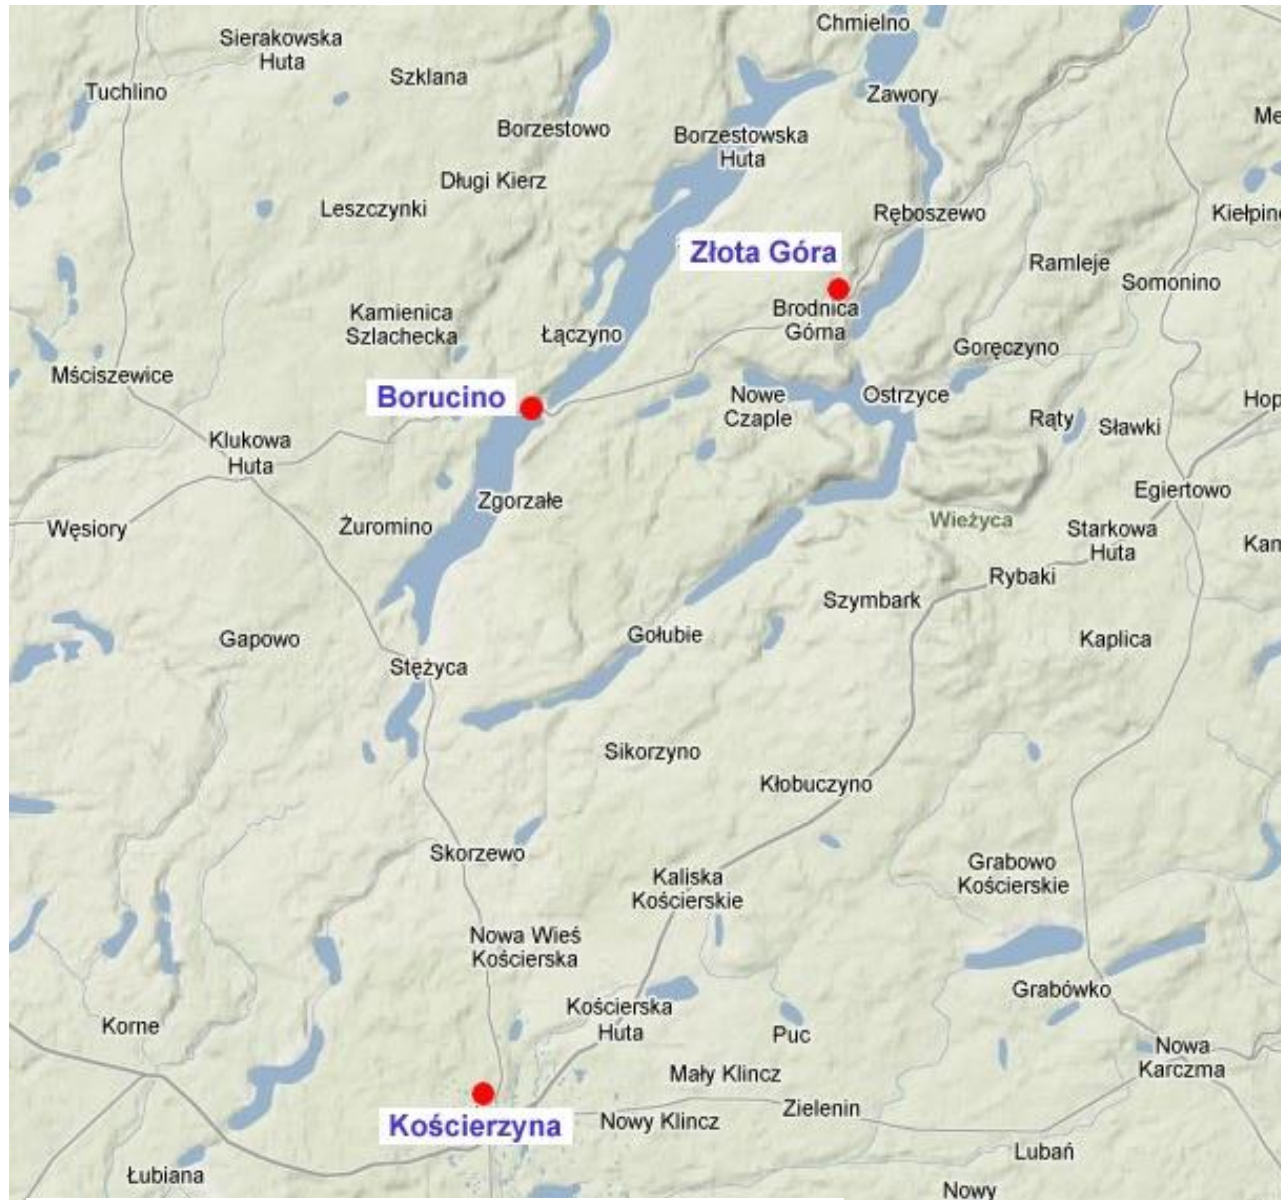 Chmielno
Sierakowska
Huta
Szklana
Tuchlino
Zawory
Borzestowo
Borzestowska
Huta
Me
Długi Kierz
Leszczynki
Ręboszewo
Kiełpine
Złota Góra
Ramleje
Somonino
Kamienica
Szlachecka
Brodnica
Górna
Łączyno
Goręczyno
Mściszewice
Borucino
Nowe
Czaple
Ostrzyce
Hop
Rąty
Sławki
Klukowa
Huta
Egiertowo
Zgorzałe
Węsiory
Żuromino
Wieżyca
Starkowa
Huta
Kam
Rybaki
Szymbark
Gapowo
Gołubie
Kaplica
Stężyca
Sikorzyno
Kłobuczyno
Skorzewo
Grabowo
Kościerskie
Kaliska
Kościerskie
Nowa Wieś
Kościerska
Grabówko
Kościerska
Huta
Korne
Puc
Nowa
Karczma
Mały Klincz
Zielenin
Kościerzyna
Nowy Klincz
Lubań
Łubiana
Nowy